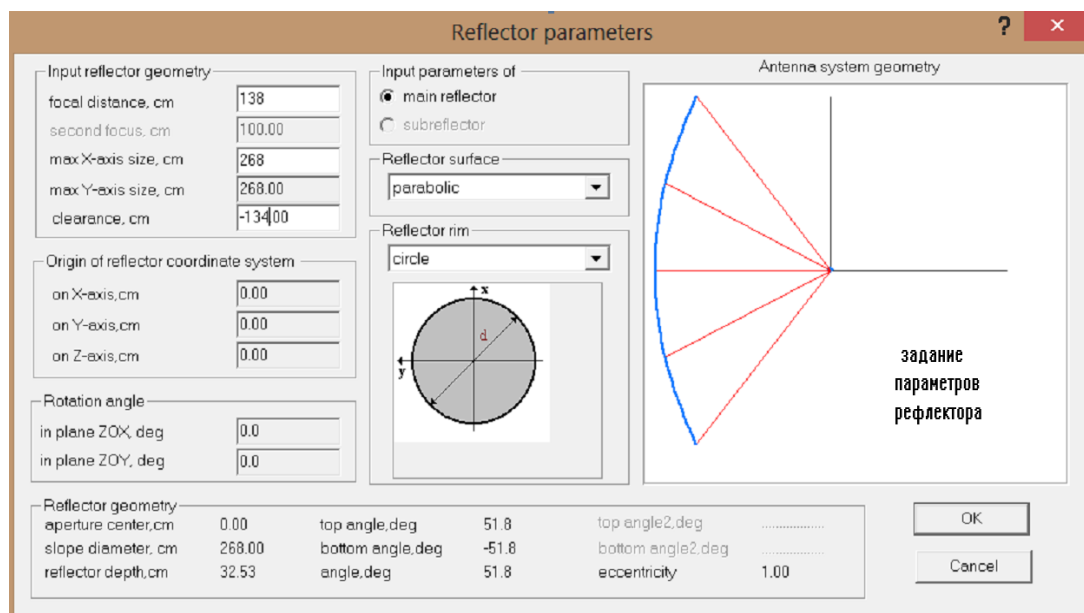 Reflector parameters
?
×
Input reflector geometry
focal distance, cm 138
second focus, cm 100.00
max X-axis size, cm 268
max Y-axis size, cm 268.00
clearance, cm -134.00
Origin of reflector coordinate system
on X-axis,cm 0.00
on Y-axis,cm 0.00
on Z-axis,cm 0.00
Rotation angle
in plane ZOX, deg 0.0
in plane ZOY, deg 0.0
Input parameters of
main reflector
subreflector
Reflector surface
parabolic
Reflector rim
circle
x
d
y
Antenna system geometry
задание
параметров
рефлектора
Reflector geometry
aperture center,cm 0.00 top angle,deg 51.8 top angle2,deg .................
slope diameter, cm 268.00 bottom angle,deg -51.8 bottom angle2,deg .................
reflector depth,cm 32.53 angle,deg 51.8 eccentricity 1.00
OK
Cancel